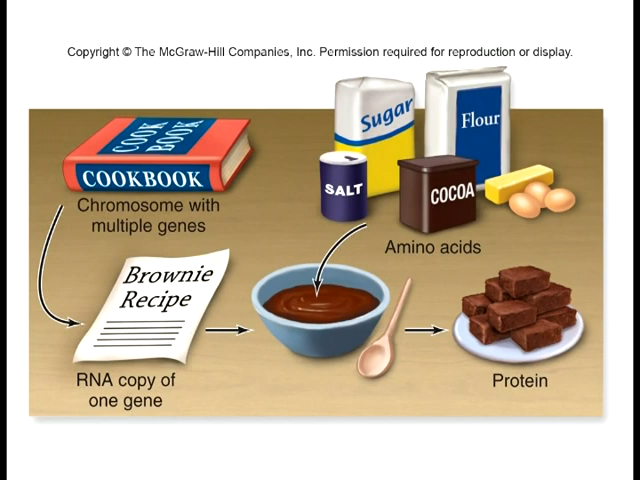 Copyright © The McGraw-Hill Companies, Inc. Permission required for reproduction or display.
COOK
BOOK
COOKBOOK
Chromosome with
multiple genes
Sugar
Flour
SALT
COCOA
Amino acids
Brownie
Recipe
RNA copy of
one gene
Protein